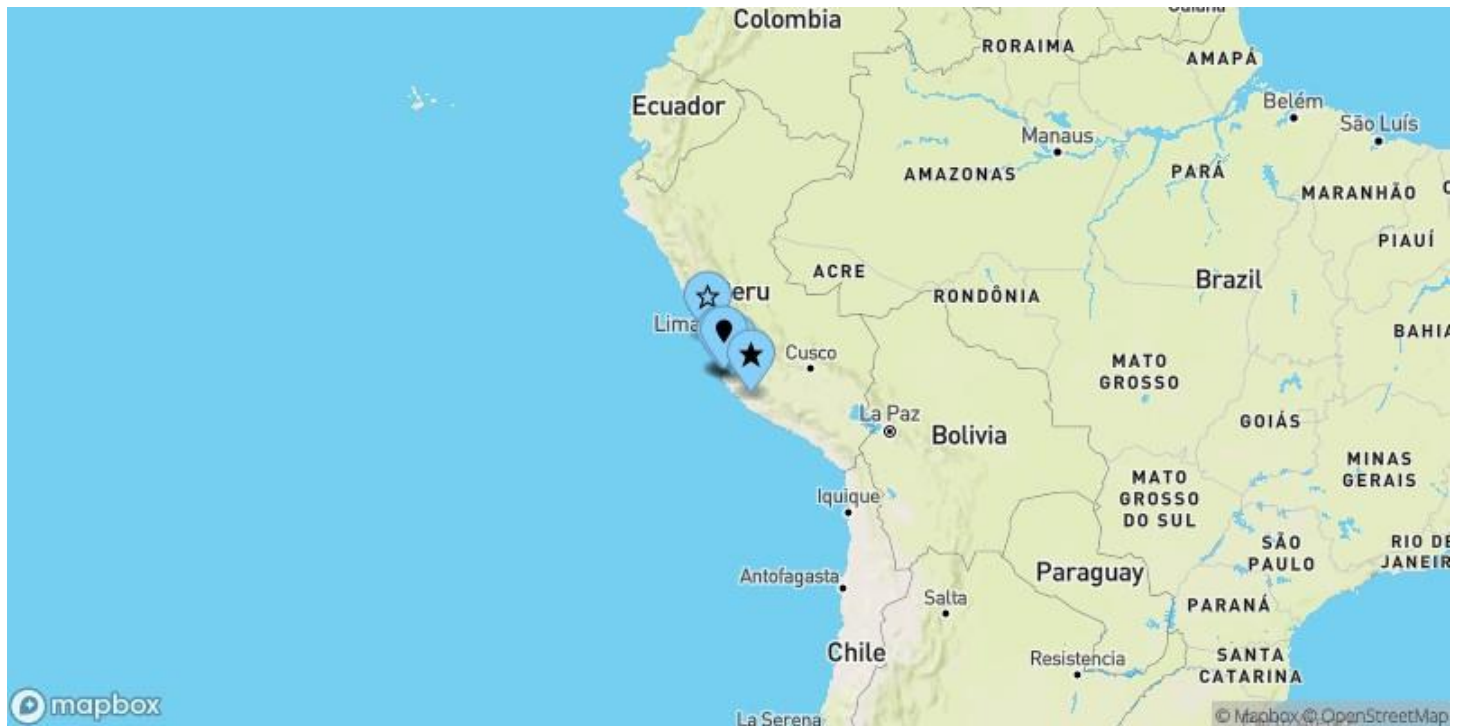 Colombia
Guiana
RORAIMA
AMAPÁ
Ecuador
Belém
Manaus
São Luís
AMAZONAS
PARÁ
MARANHÃO
PIAUÍ
ACRE
Brazil
eru
RONDÔNIA
Lima
BAHIA
Cusco
MATO
GROSSO
La Paz
GOIÁS
Bolivia
MINAS
GERAIS
MATO
GROSSO
DO SUL
Iquique
SÃO
PAULO
RIO DE
JANEIR
Paraguay
Antofagasta
Salta
PARANÁ
Chile
Resistencia
SANTA
CATARINA
mapbox
La Serena
© Mapbox © OpenStreetMap